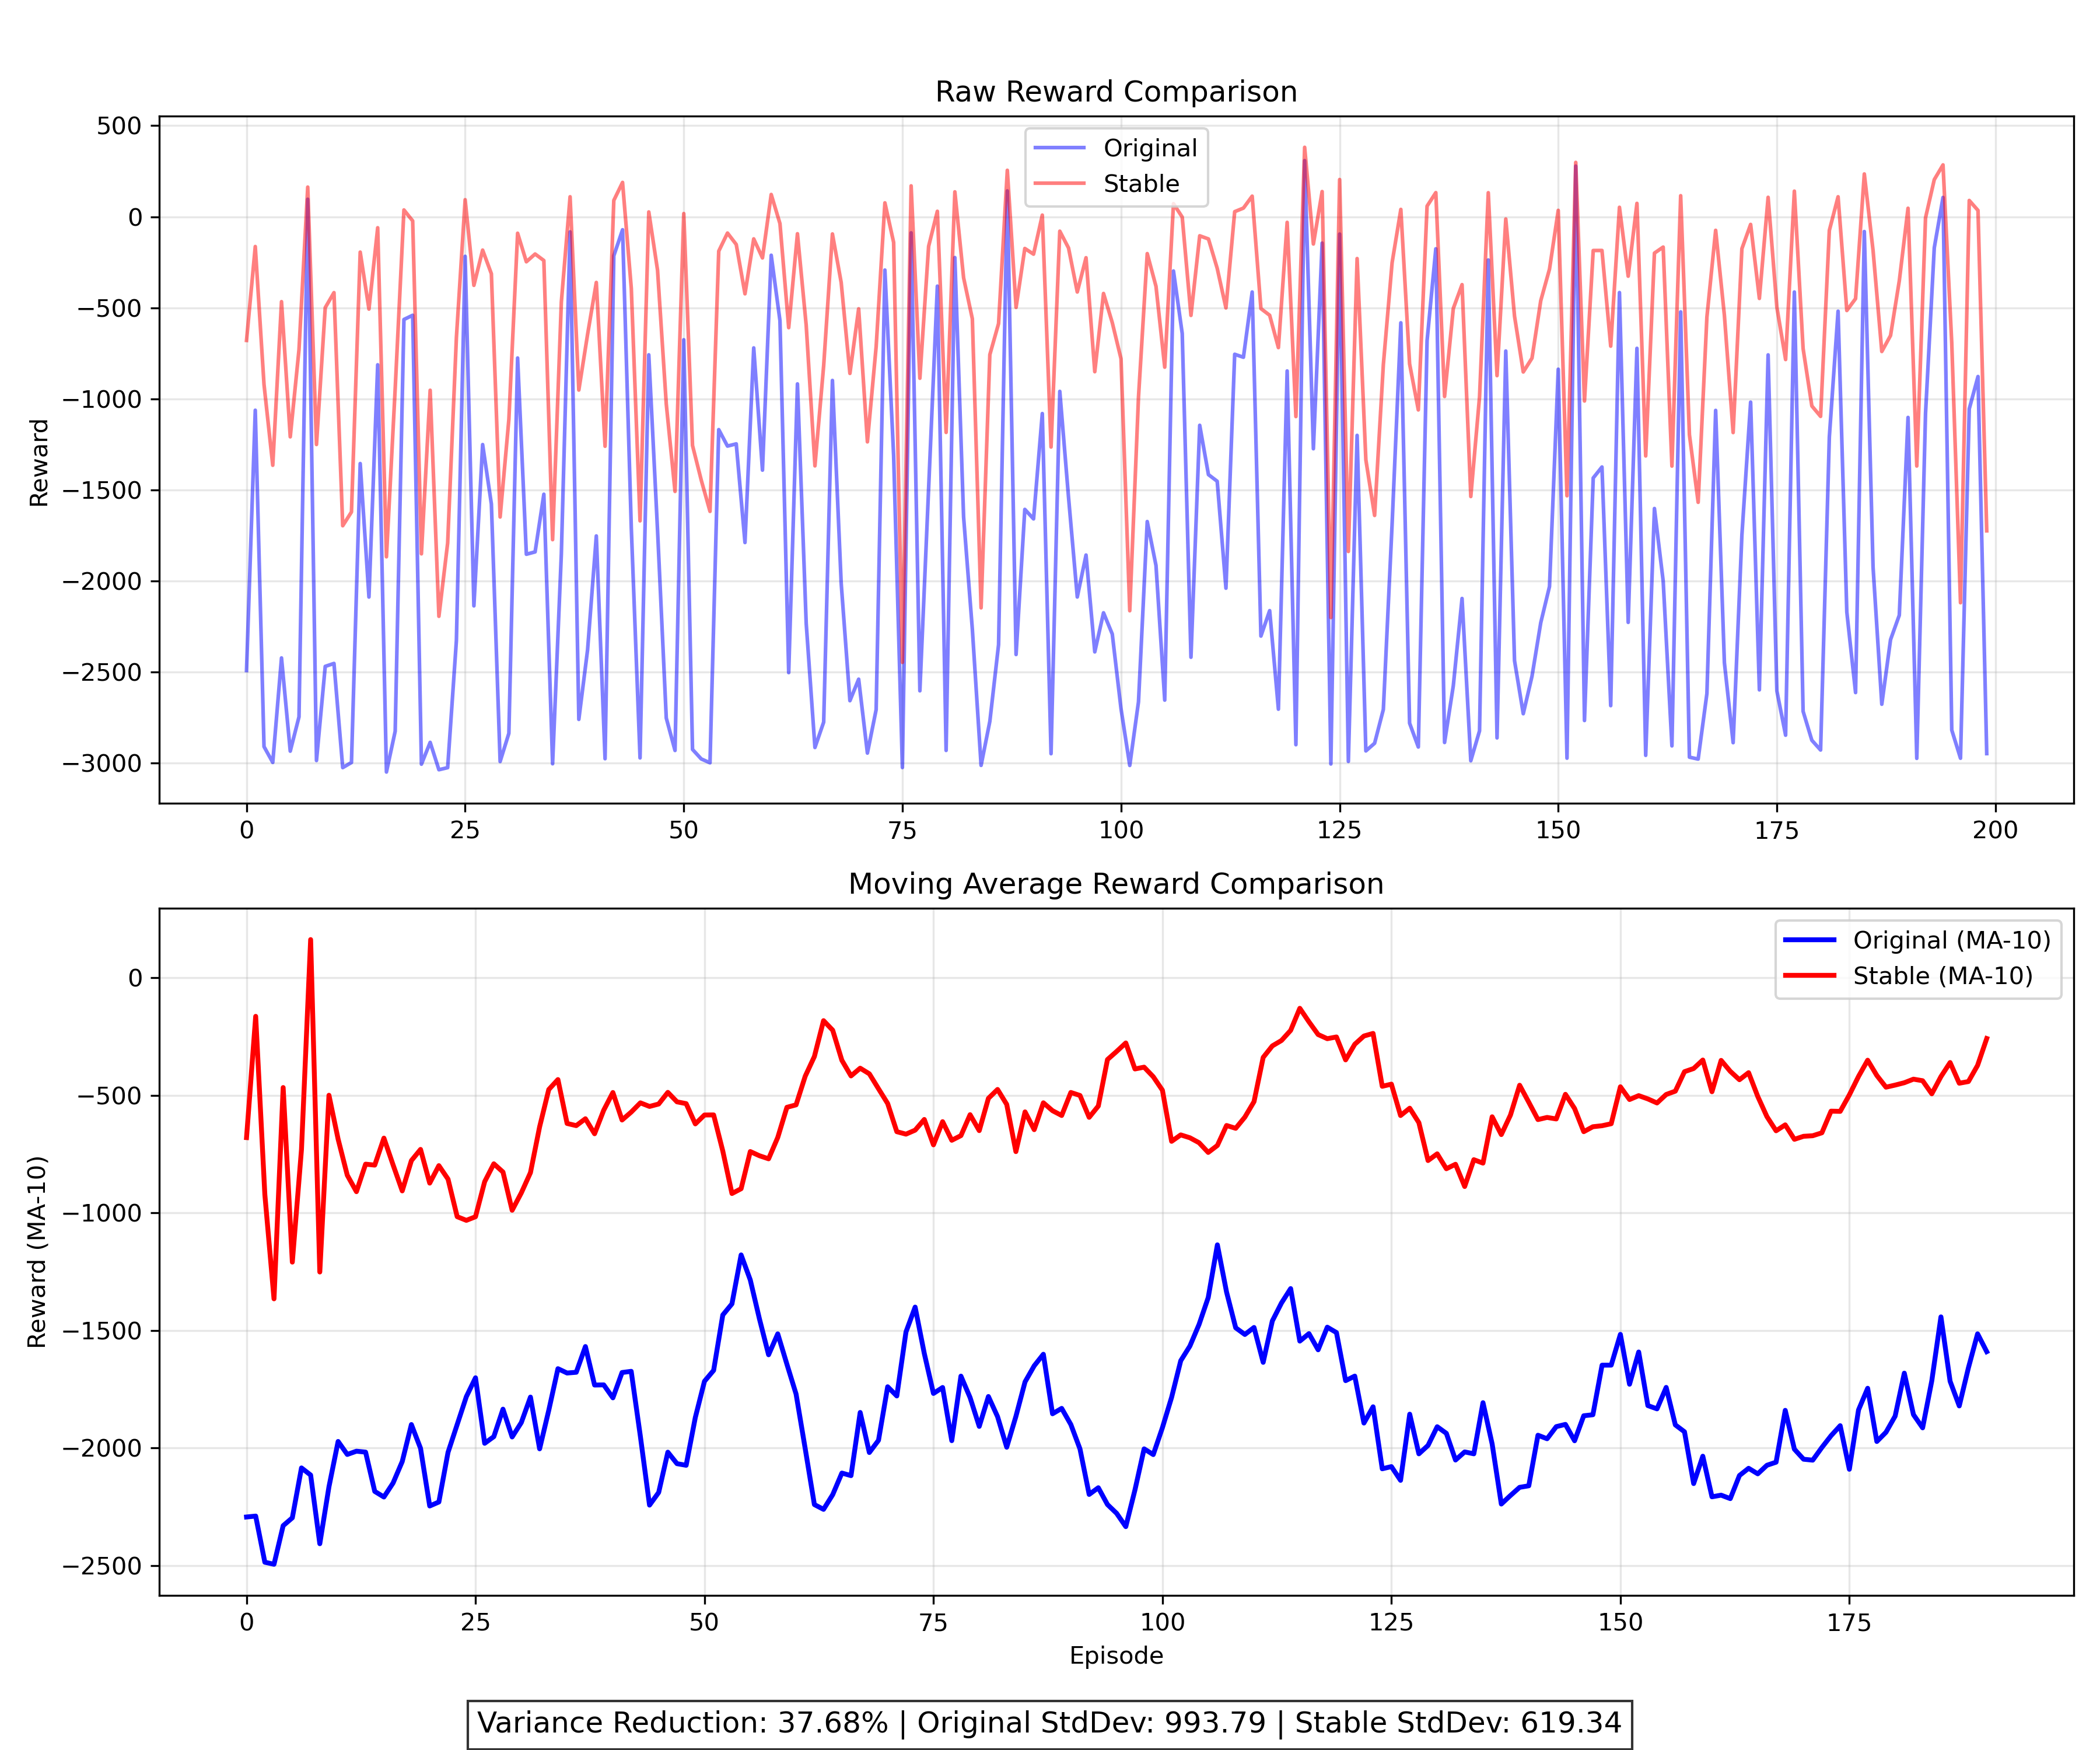 Raw Reward Comparison
Reward
500
0
−500
−1000
−1500
−2000
−2500
−3000
Original
Stable
0 25 50 75 100 125 150 175 200
Moving Average Reward Comparison
Reward (MA-10)
0
−500
−1000
−1500
−2000
−2500
Original (MA-10)
Stable (MA-10)
0 25 50 75 100 125 150 175
Episode
Variance Reduction: 37.68% | Original StdDev: 993.79 | Stable StdDev: 619.34